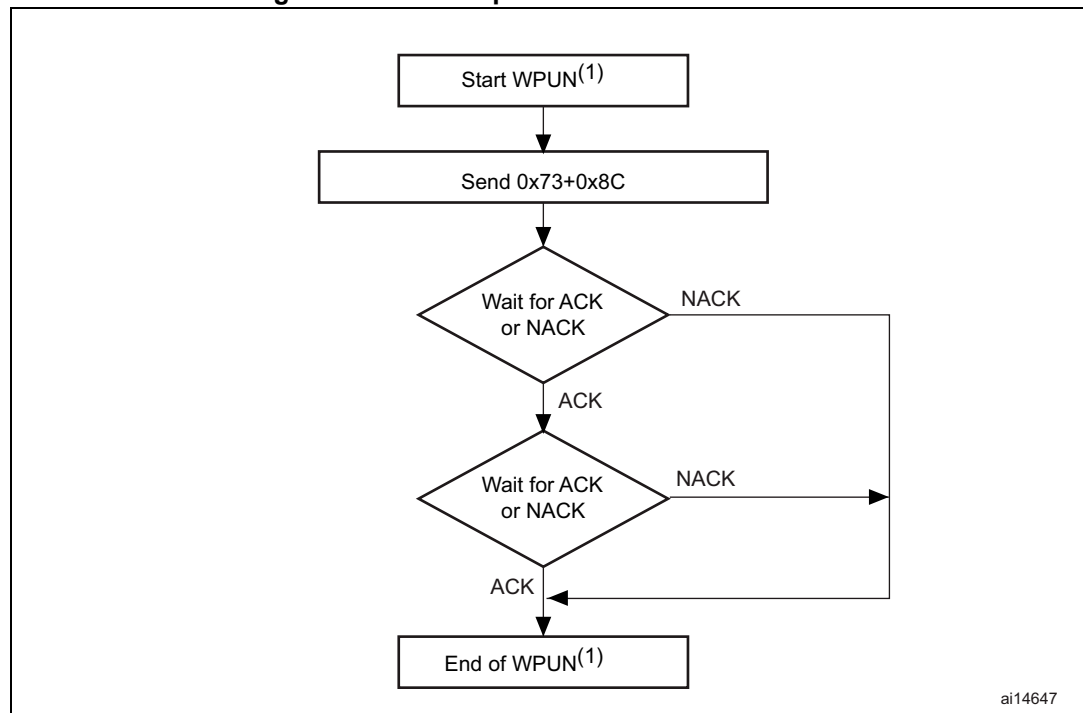 Start WPUN(1)
Send 0x73+0x8C
Wait for ACK
or NACK
NACK
ACK
Wait for ACK
or NACK
NACK
ACK
End of WPUN(1)
ai14647